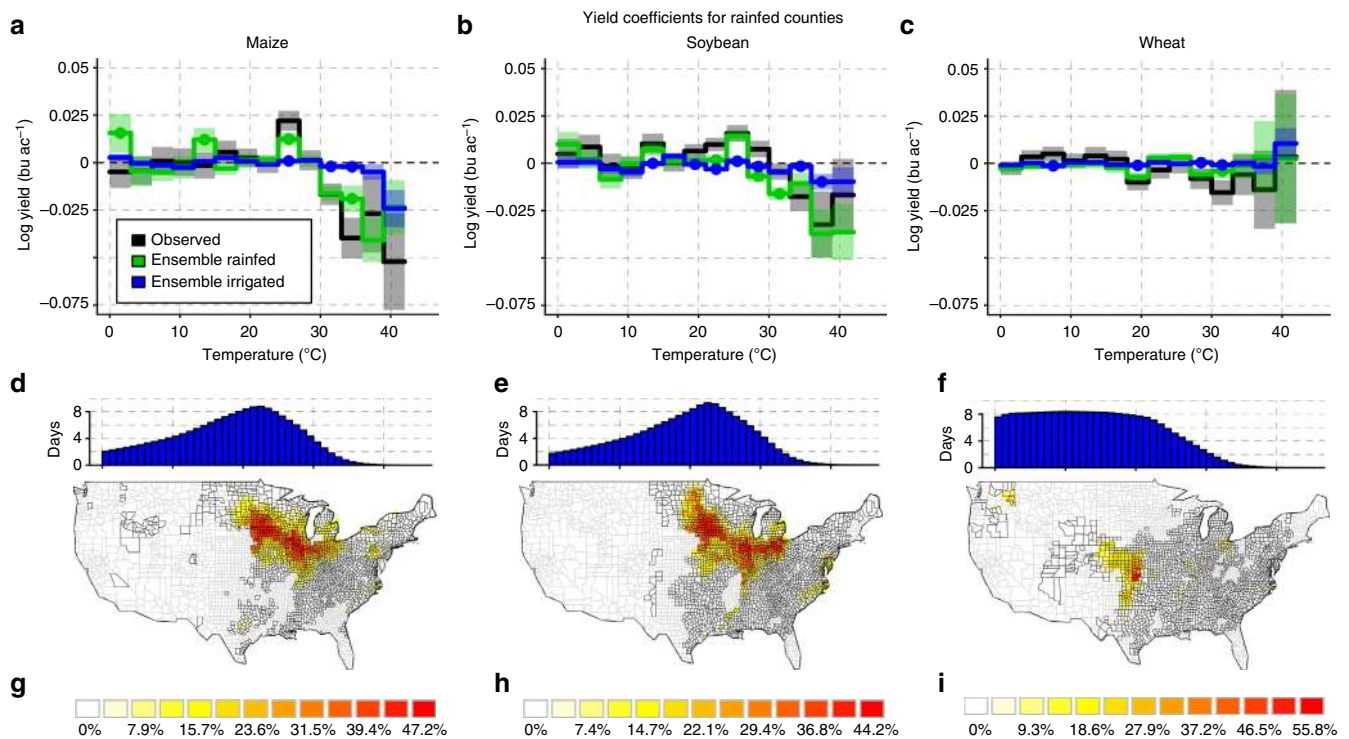 Yield coefficients for rainfed counties
a
Maize
0.05
0.025
0
−0.025
−0.075
Log yield (bu ac⁻¹)
Observed
Ensemble rainfed
Ensemble irrigated
0 10 20 30 40
Temperature (°C)
b
Soybean
0.05
0.025
0
−0.025
−0.075
Log yield (bu ac⁻¹)
0 10 20 30 40
Temperature (°C)
c
Wheat
0.05
0.025
0
−0.025
−0.075
Log yield (bu ac⁻¹)
0 10 20 30 40
Temperature (°C)
d
Days
8
4
0
e
Days
8
4
0
f
Days
8
4
0
g
0% 7.9% 15.7% 23.6% 31.5% 39.4% 47.2%
h
0% 7.4% 14.7% 22.1% 29.4% 36.8% 44.2%
i
0% 9.3% 18.6% 27.9% 37.2% 46.5% 55.8%